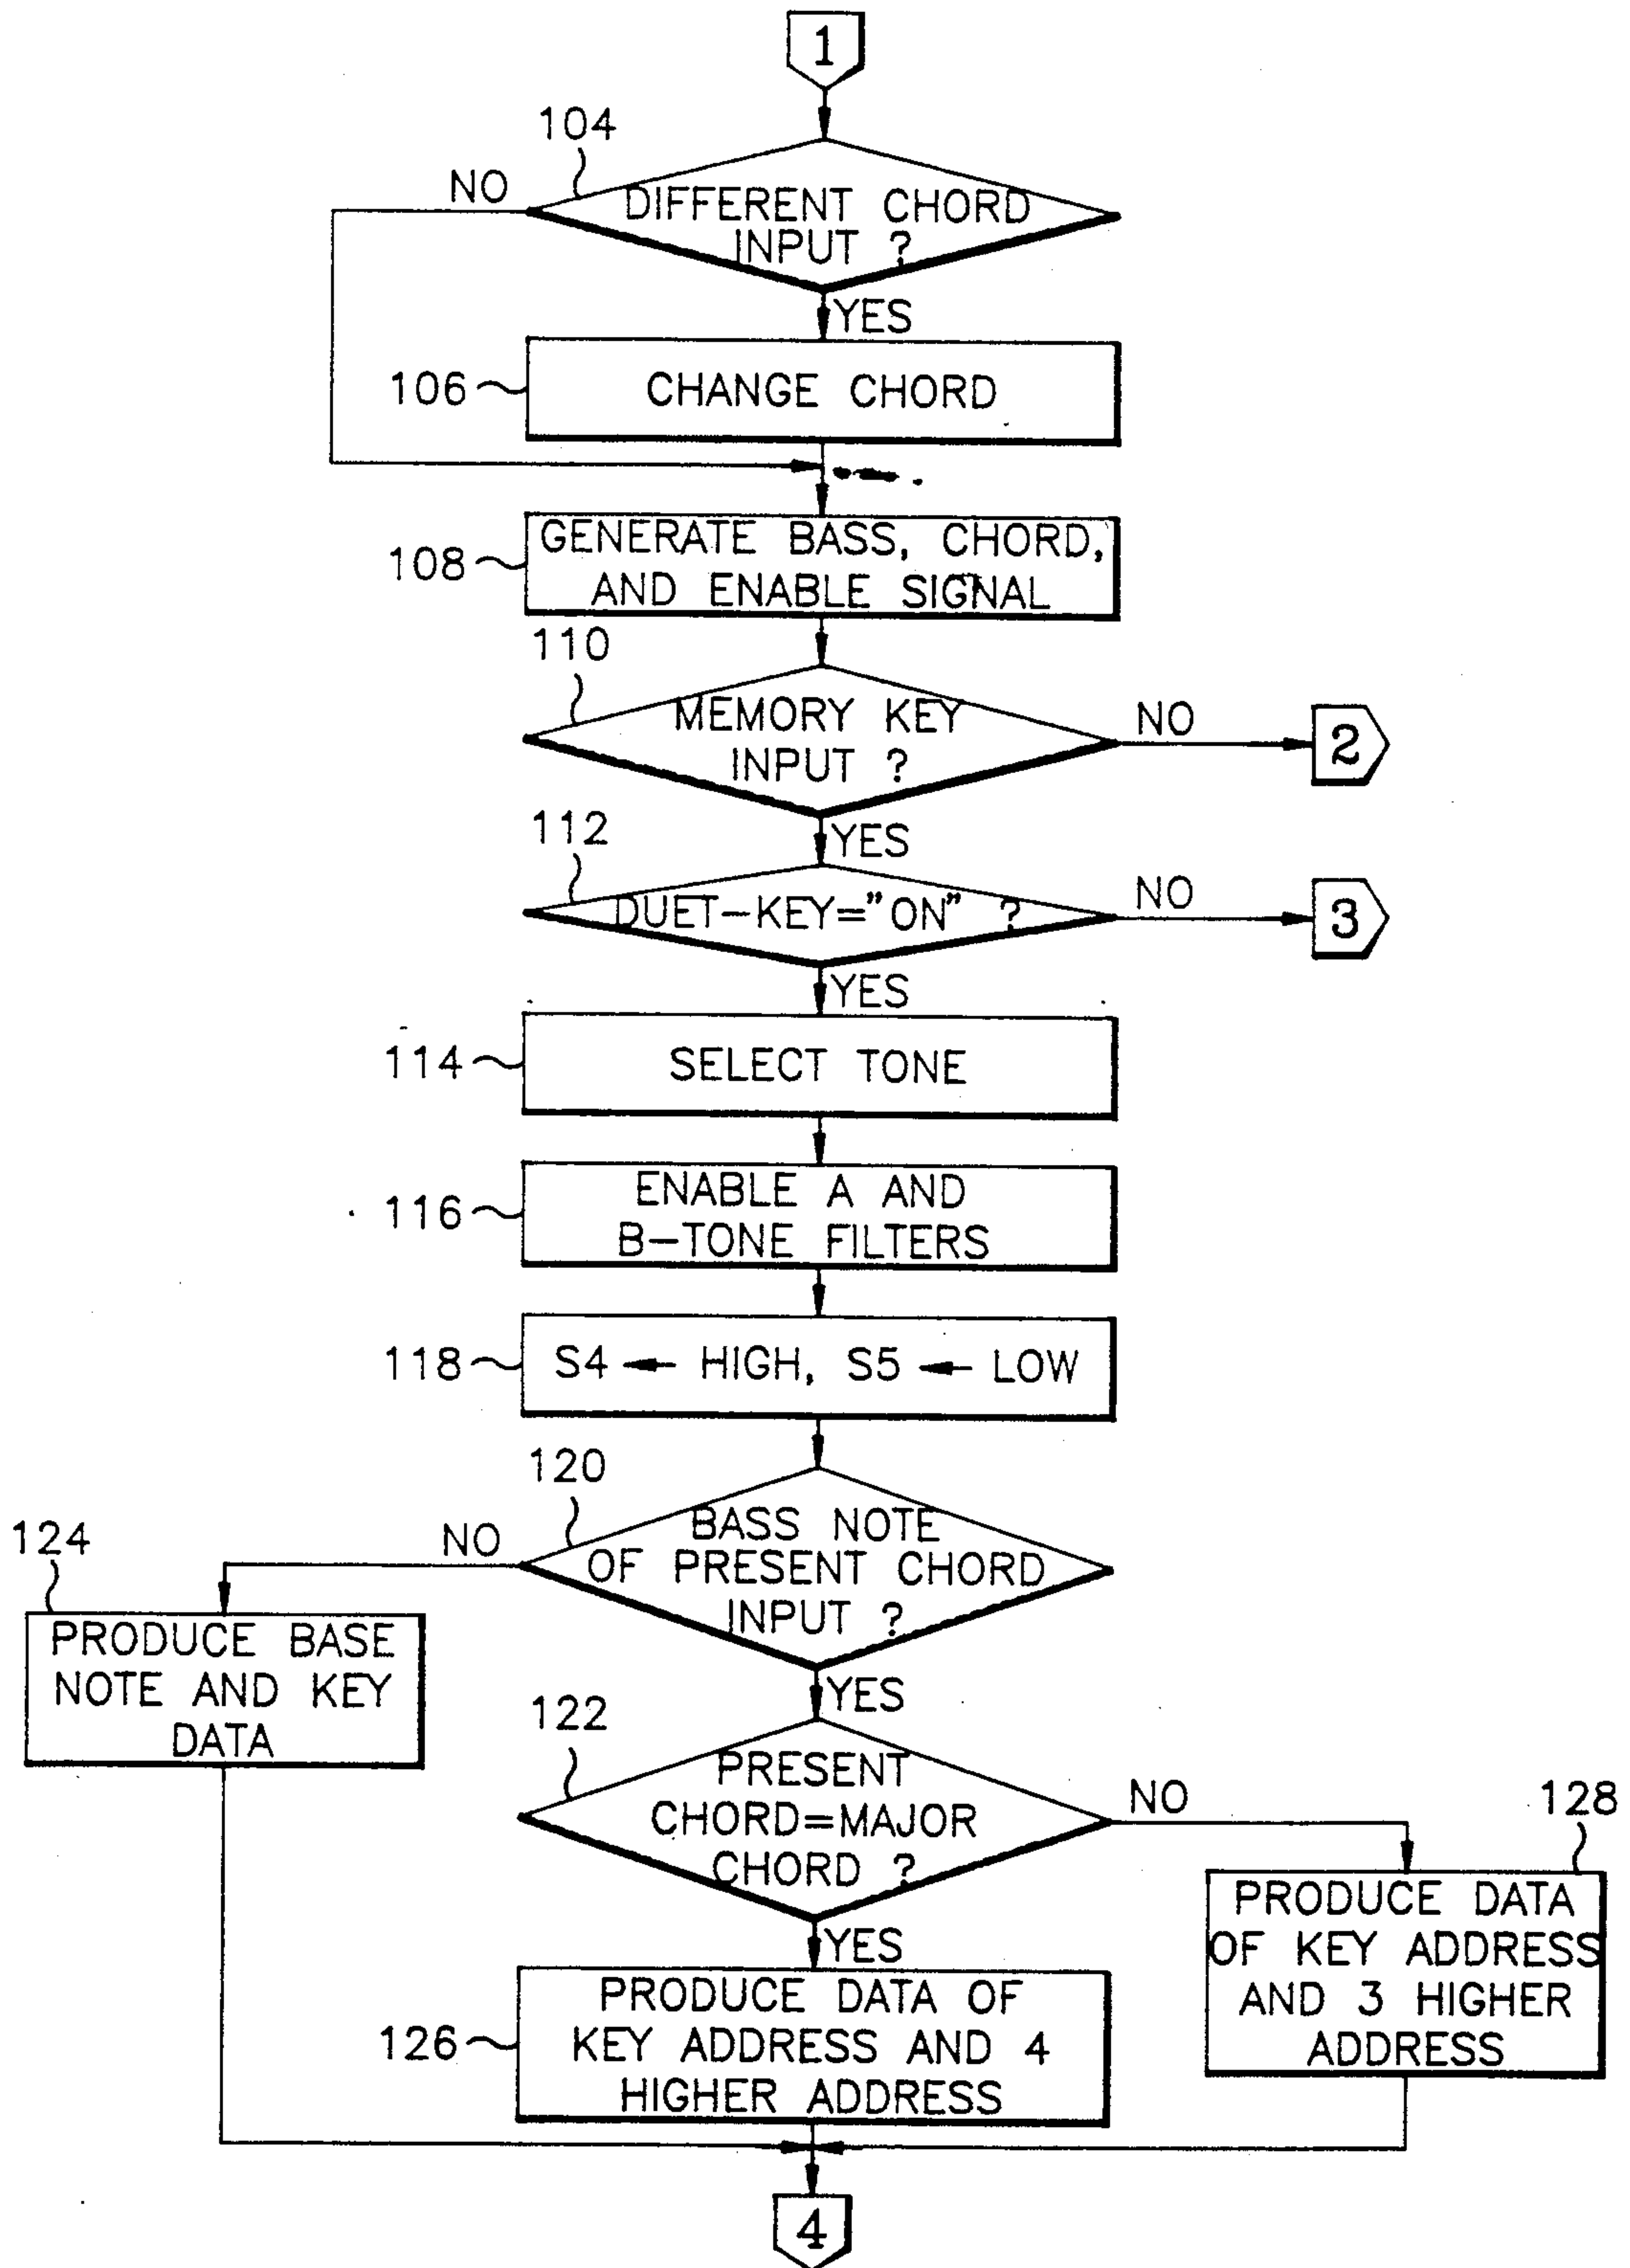 1
104
NO
DIFFERENT CHORD
INPUT ?
YES
106
CHANGE CHORD
108
GENERATE BASS, CHORD,
AND ENABLE SIGNAL
110
MEMORY KEY
INPUT ?
NO
2
YES
112
DUET-KEY="ON" ?
NO
3
YES
114
SELECT TONE
116
ENABLE A AND
B-TONE FILTERS
118
S4 ← HIGH, S5 ← LOW
120
BASS NOTE
OF PRESENT CHORD
INPUT ?
NO
124
PRODUCE BASE
NOTE AND KEY
DATA
YES
122
PRESENT
CHORD=MAJOR
CHORD ?
NO
128
PRODUCE DATA
OF KEY ADDRESS
AND 3 HIGHER
ADDRESS
YES
126
PRODUCE DATA OF
KEY ADDRESS AND 4
HIGHER ADDRESS
4